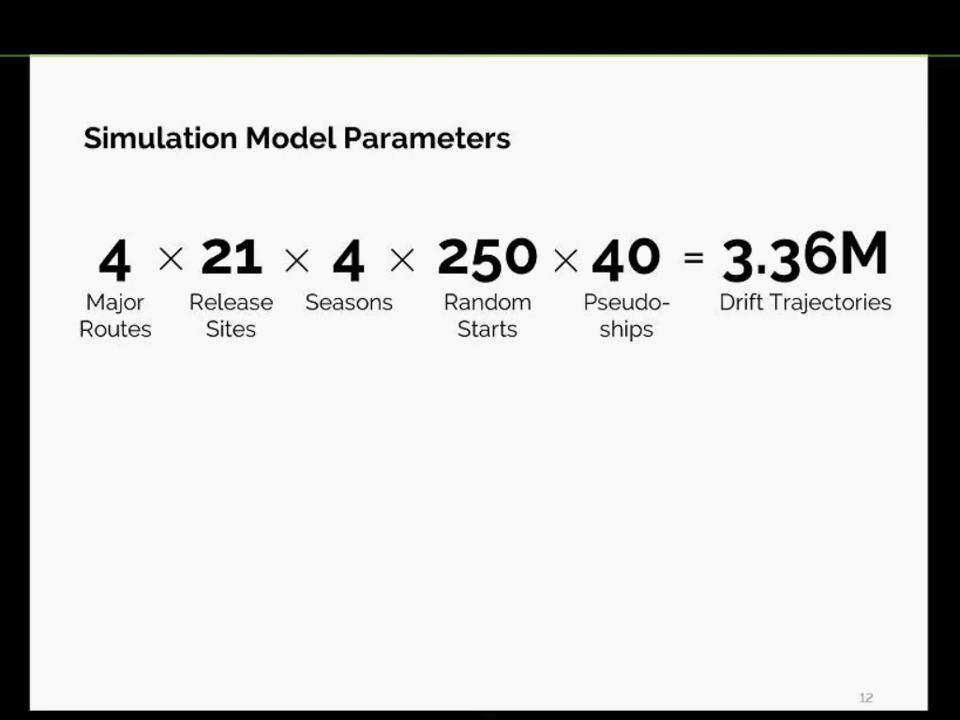 Simulation Model Parameters
4 × 21 × 4 × 250 × 40 = 3.36M
Major Release Seasons Random Pseudo- Drift Trajectories
Routes Sites Starts ships
12